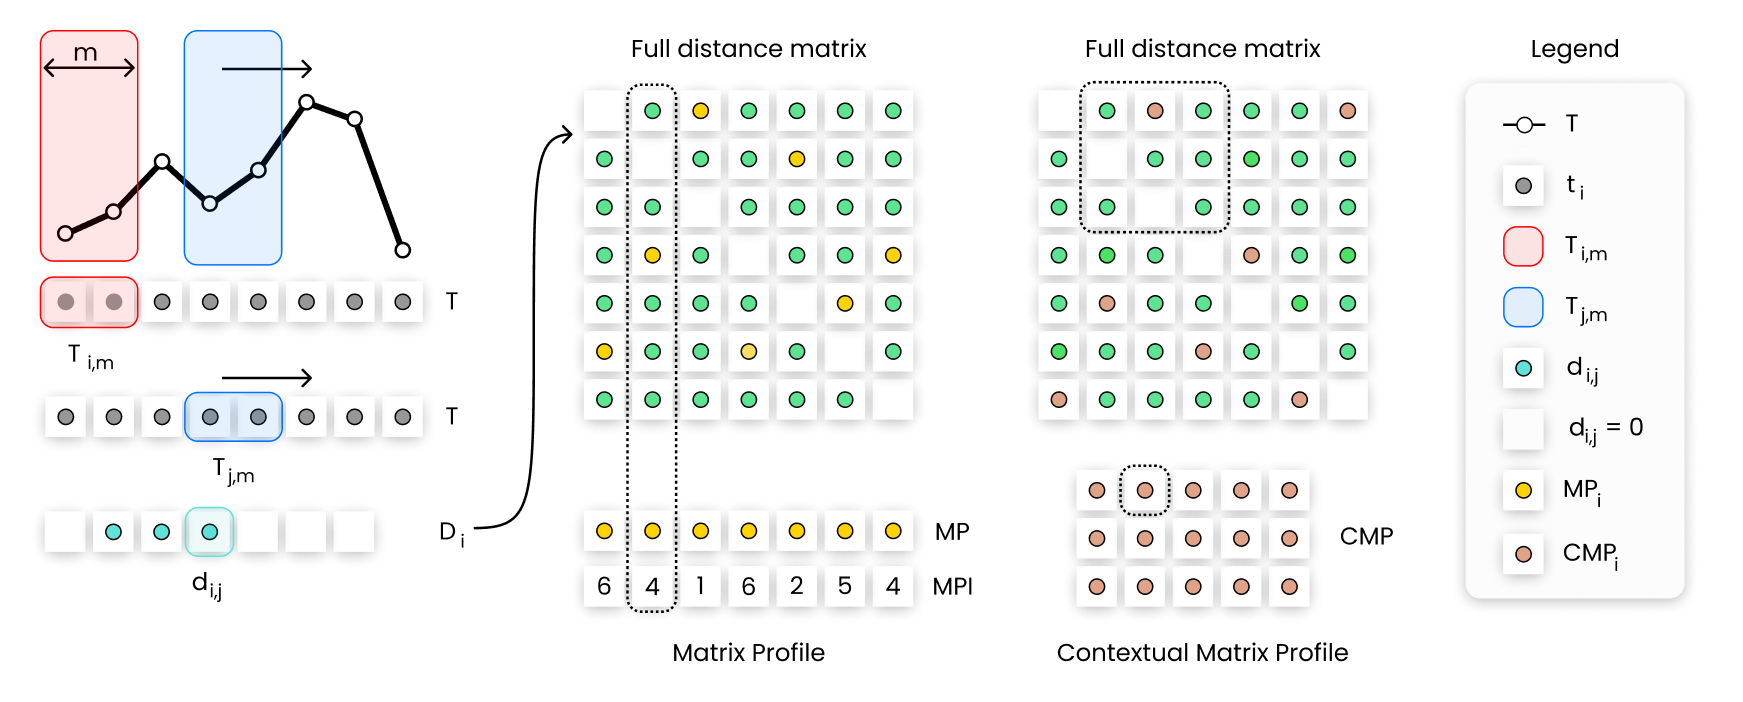 m
T
T i,m
T
T j,m
D i
d i,j
Full distance matrix
MP
6 4 1 6 2 5 4 MPI
Matrix Profile
Full distance matrix
CMP
Contextual Matrix Profile
Legend
T
t i
T i,m
T j,m
d i,j
d i,j = 0
MP i
CMP i